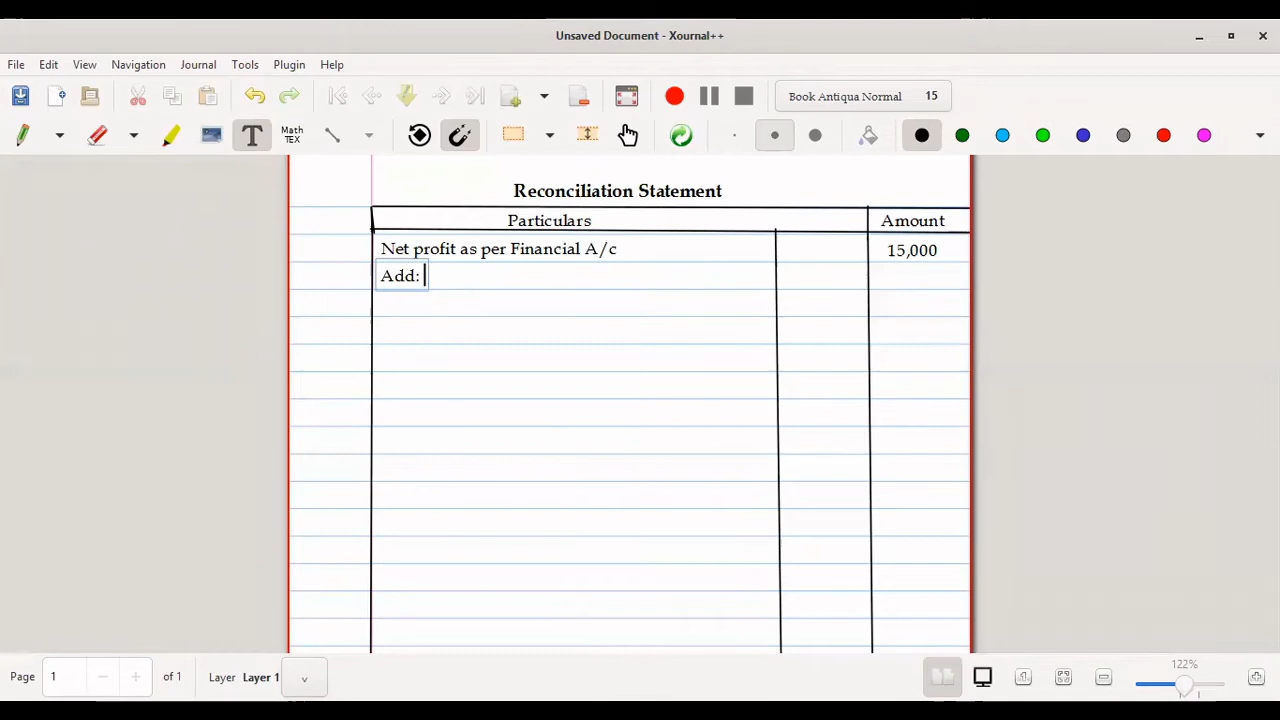 Unsaved Document - Xournal++
File Edit View Navigation Journal Tools Plugin Help
Book Antiqua Normal 15
T Math TEX
Reconciliation Statement
Particulars Amount
Net profit as per Financial A/c 15,000
Add:
Page 1 of 1 Layer Layer 1 122%